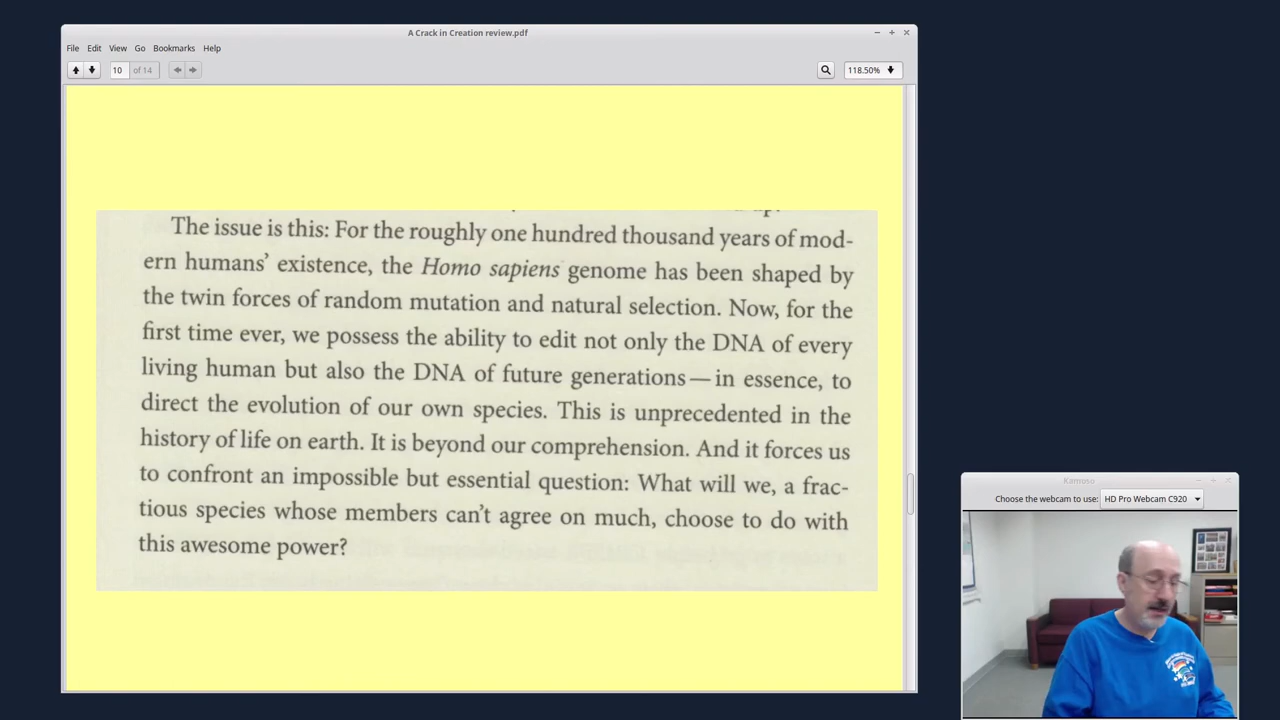 A Crack in Creation review.pdf
File Edit View Go Bookmarks Help
10 of 14
118.50%
The issue is this: For the roughly one hundred thousand years of mod-
ern humans’ existence, the Homo sapiens genome has been shaped by
the twin forces of random mutation and natural selection. Now, for the
first time ever, we possess the ability to edit not only the DNA of every
living human but also the DNA of future generations — in essence, to
direct the evolution of our own species. This is unprecedented in the
history of life on earth. It is beyond our comprehension. And it forces us
to confront an impossible but essential question: What will we, a frac-
tious species whose members can’t agree on much, choose to do with
this awesome power?
Kamoso
Choose the webcam to use: HD Pro Webcam C920